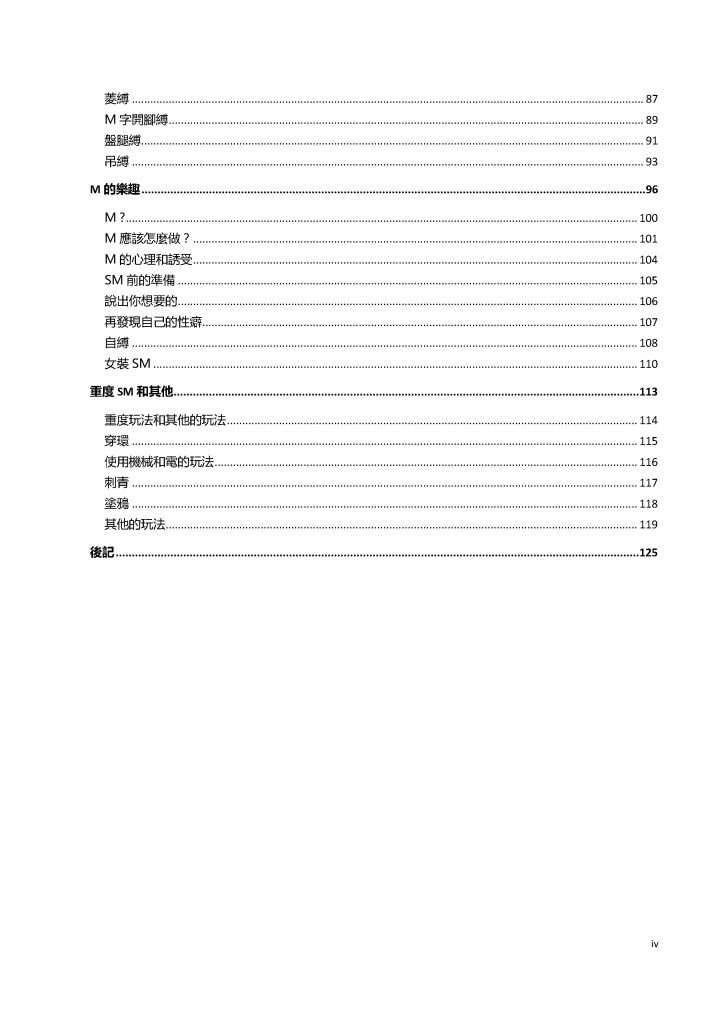 菱縛 ........ 87
M 字開腳縛 ........ 89
盤腿縛 ........ 91
吊縛 ........ 93
M 的樂趣 ........ 96
M ? ........ 100
M 應該怎麼做？ ........ 101
M 的心理和誘受 ........ 104
SM 前的準備 ........ 105
說出你想要的 ........ 106
再發現自己的性癖 ........ 107
自縛 ........ 108
女裝 SM ........ 110
重度 SM 和其他 ........ 113
重度玩法和其他的玩法 ........ 114
穿環 ........ 115
使用機械和電的玩法 ........ 116
刺青 ........ 117
塗鴉 ........ 118
其他的玩法 ........ 119
後記 ........ 125
iv